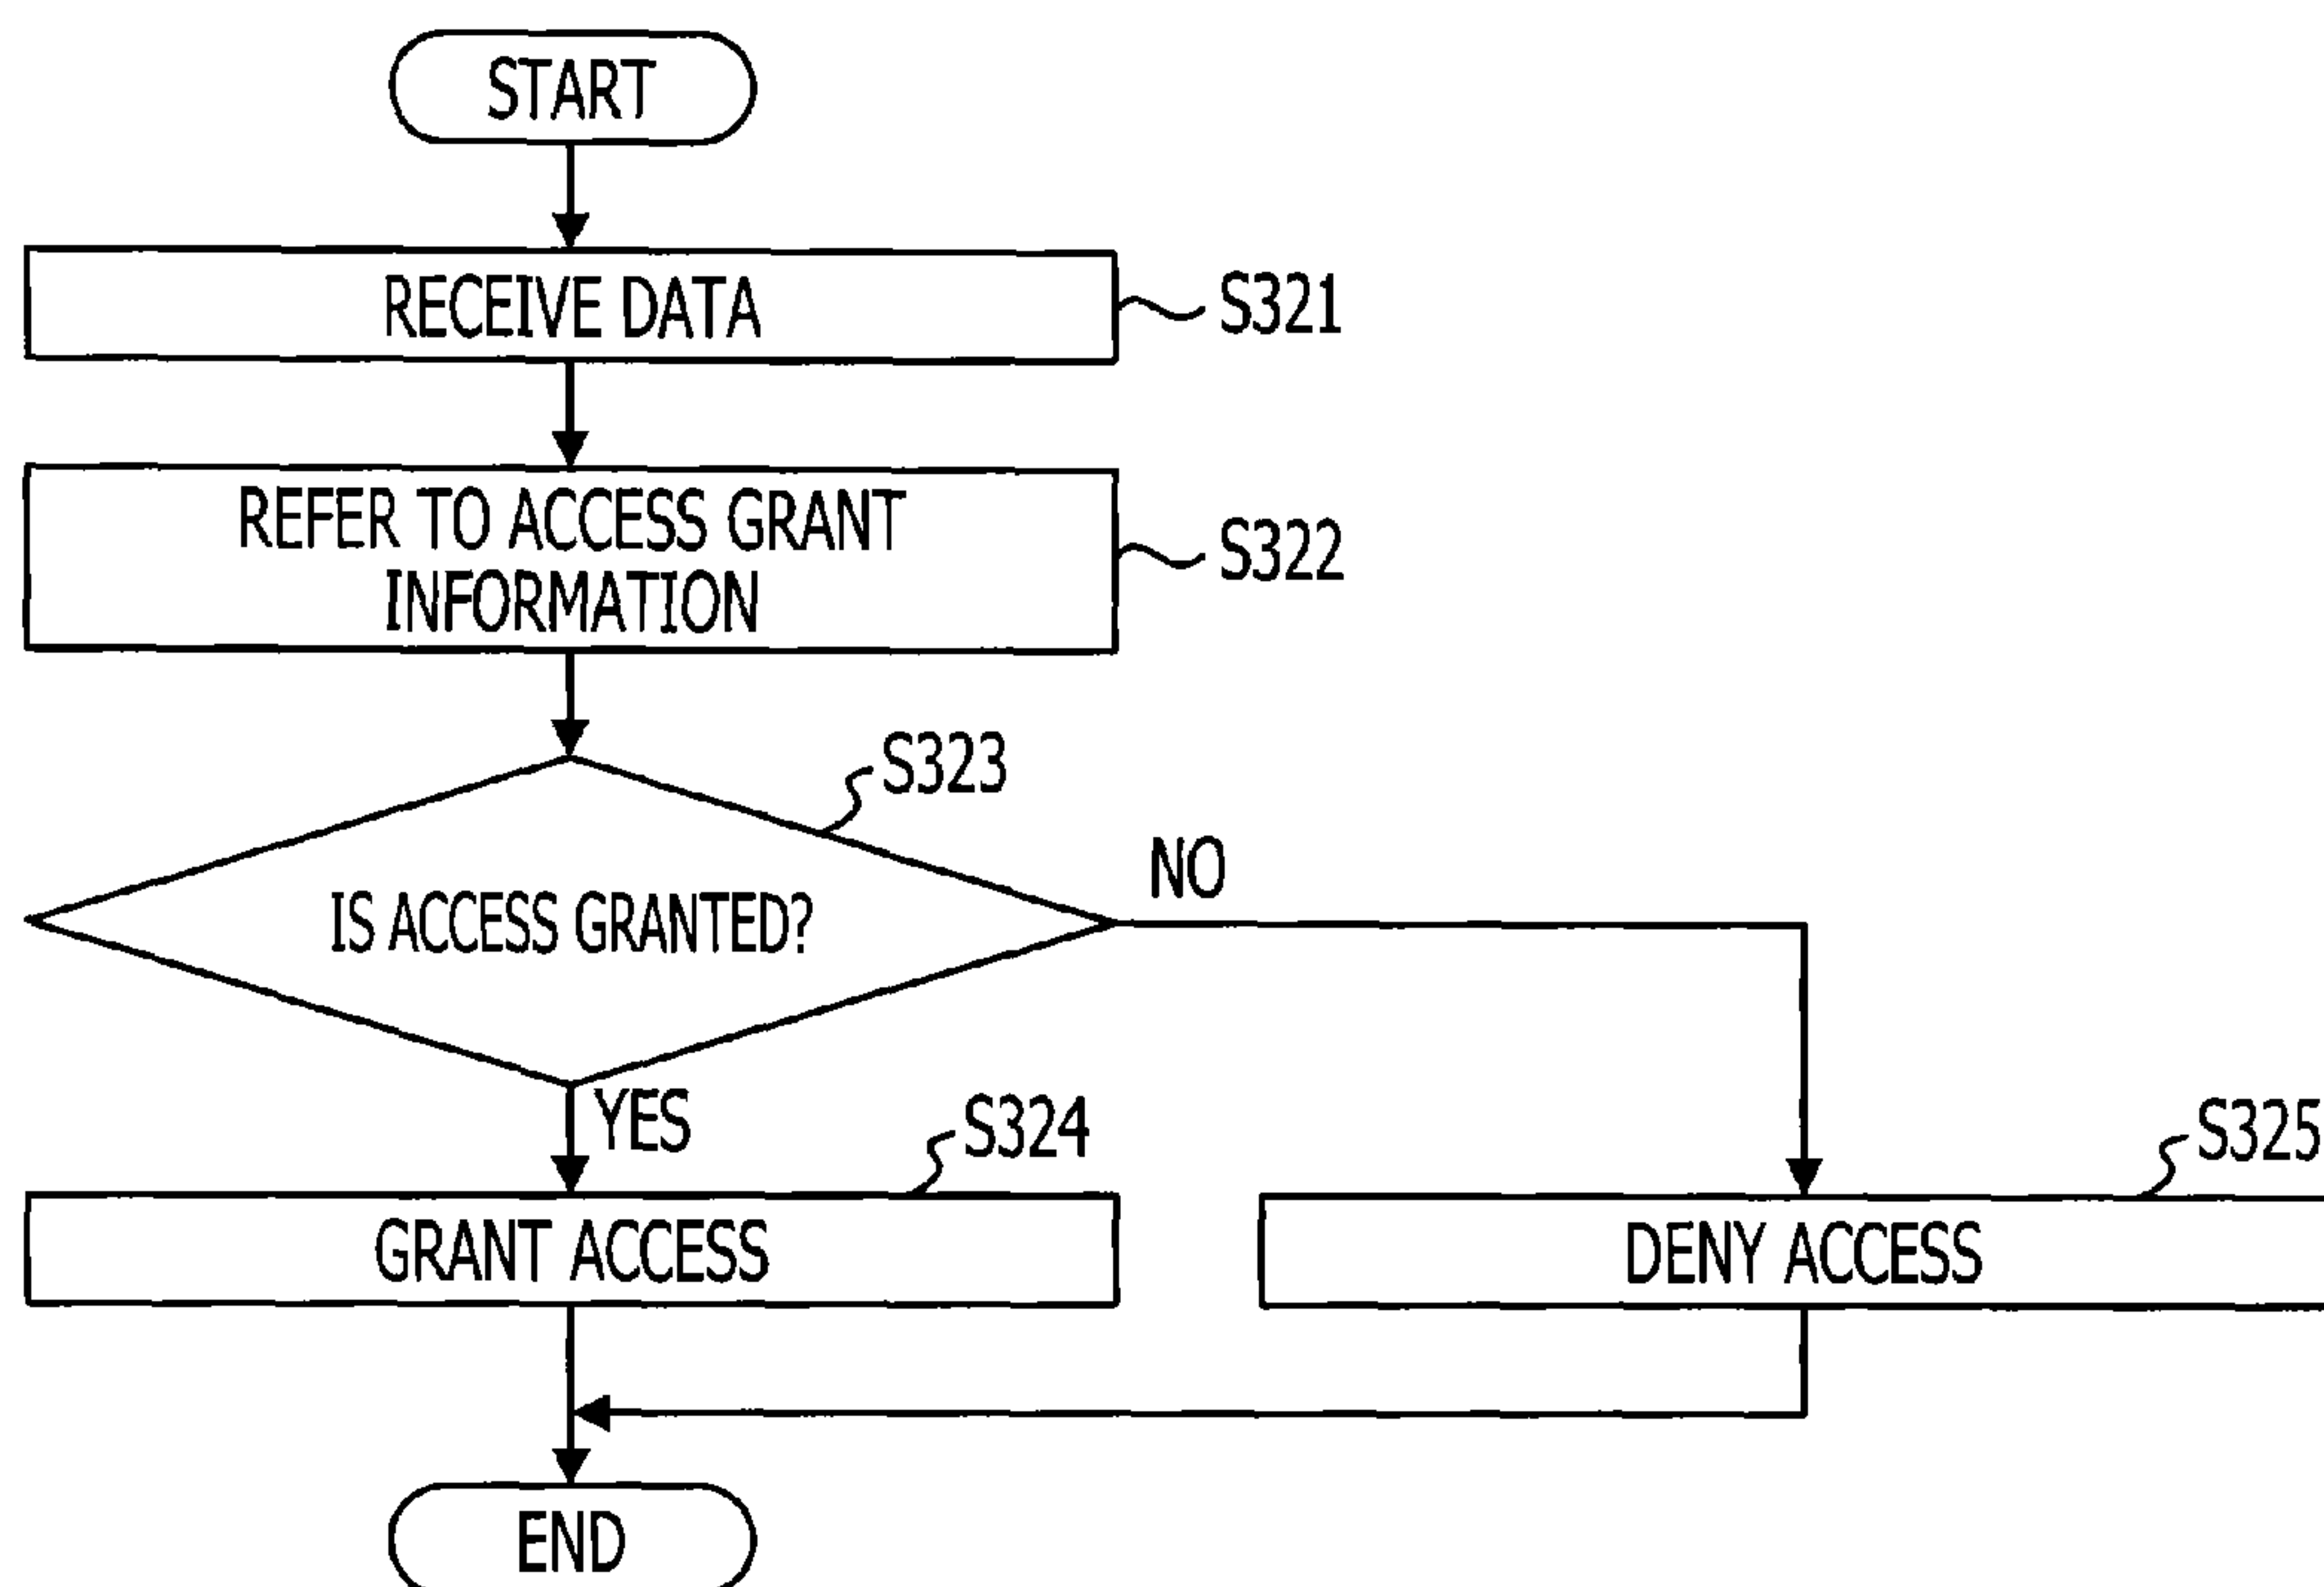 START
RECEIVE DATA
S321
REFER TO ACCESS GRANT
INFORMATION
S322
S323
IS ACCESS GRANTED?
NO
YES
S324
GRANT ACCESS
S325
DENY ACCESS
END